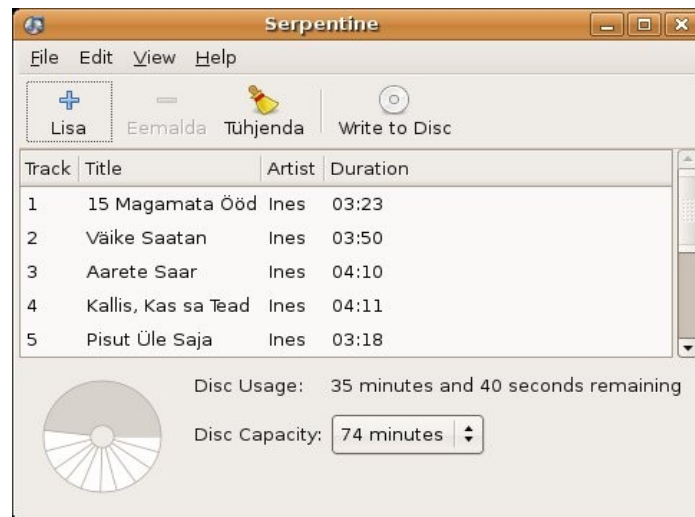 Serpentine
File Edit View Help
Lisa Eemalda Tühjenda Write to Disc
Track Title Artist Duration
1 15 Magamata Ööd Ines 03:23
2 Väike Saatan Ines 03:50
3 Aarete Saar Ines 04:10
4 Kallis, Kas sa Tead Ines 04:11
5 Pisut Üle Saja Ines 03:18
Disc Usage: 35 minutes and 40 seconds remaining
Disc Capacity: 74 minutes